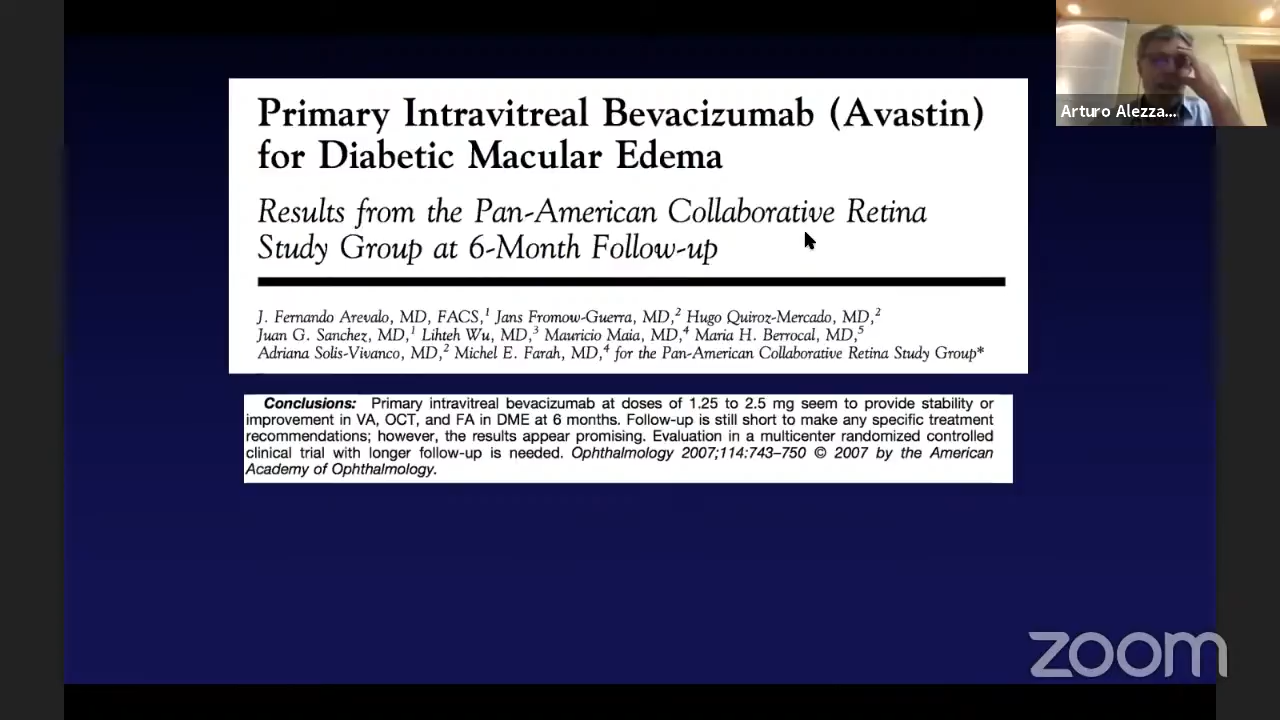 Primary Intravitreal Bevacizumab (Avastin)
for Diabetic Macular Edema
Results from the Pan-American Collaborative Retina
Study Group at 6-Month Follow-up
J. Fernando Arevalo, MD, FACS,¹ Jans Fromow-Guerra, MD,² Hugo Quiroz-Mercado, MD,²
Juan G. Sanchez, MD,¹ Lihteh Wu, MD,³ Mauricio Maia, MD,⁴ Maria H. Berrocal, MD,⁵
Adriana Solis-Vivanco, MD,² Michel E. Farah, MD,⁴ for the Pan-American Collaborative Retina Study Group*
Conclusions: Primary intravitreal bevacizumab at doses of 1.25 to 2.5 mg seem to provide stability or
improvement in VA, OCT, and FA in DME at 6 months. Follow-up is still short to make any specific treatment
recommendations; however, the results appear promising. Evaluation in a multicenter randomized controlled
clinical trial with longer follow-up is needed. Ophthalmology 2007;114:743–750 © 2007 by the American
Academy of Ophthalmology.
Arturo Alezza...
zoom